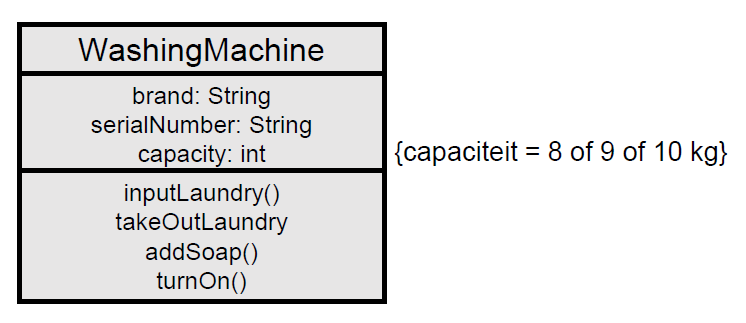 WashingMachine
brand: String
serialNumber: String
capacity: int
{capaciteit = 8 of 9 of 10 kg}
inputLaundry()
takeOutLaundry
addSoap()
turnOn()